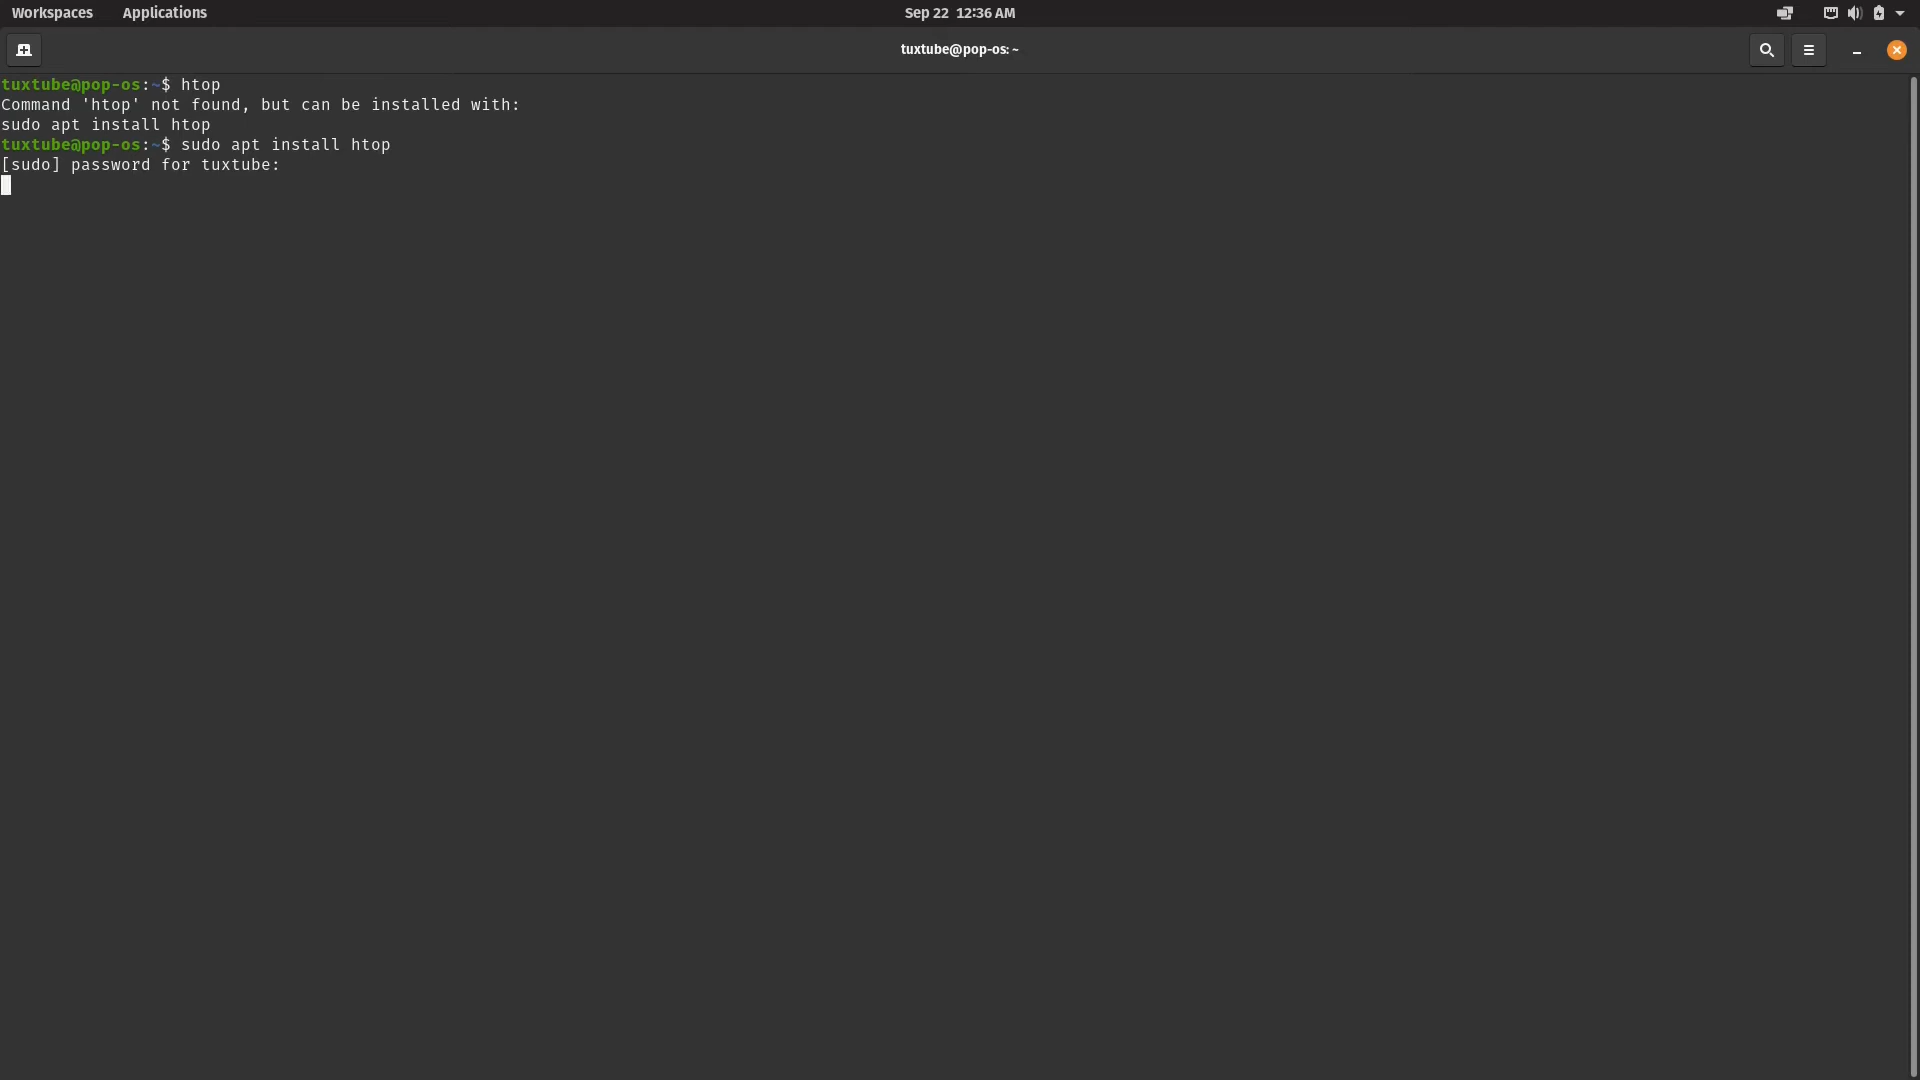 Workspaces Applications Sep 22 12:36 AM
tuxtube@pop-os: ~
tuxtube@pop-os:~$ htop
Command 'htop' not found, but can be installed with:
sudo apt install htop
tuxtube@pop-os:~$ sudo apt install htop
[sudo] password for tuxtube: